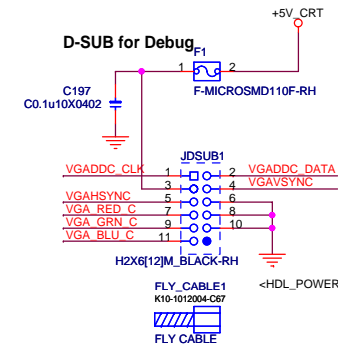 +5V_CRT
D-SUB for Debug
F1
1 2
C197
C0.1u10X0402
F-MICROSMD110F-RH
JDSUB1
VGADDC_CLK 1 2 VGADDC_DATA
3 4 VGAVSYNC
VGAHSYNC 5 6
VGA_RED_C 7 8
VGA_GRN_C 9 10
VGA_BLU_C 11
H2X6[12]M_BLACK-RH
FLY_CABLE1
K10-1012004-C67
<HDL_POWER
FLY CABLE